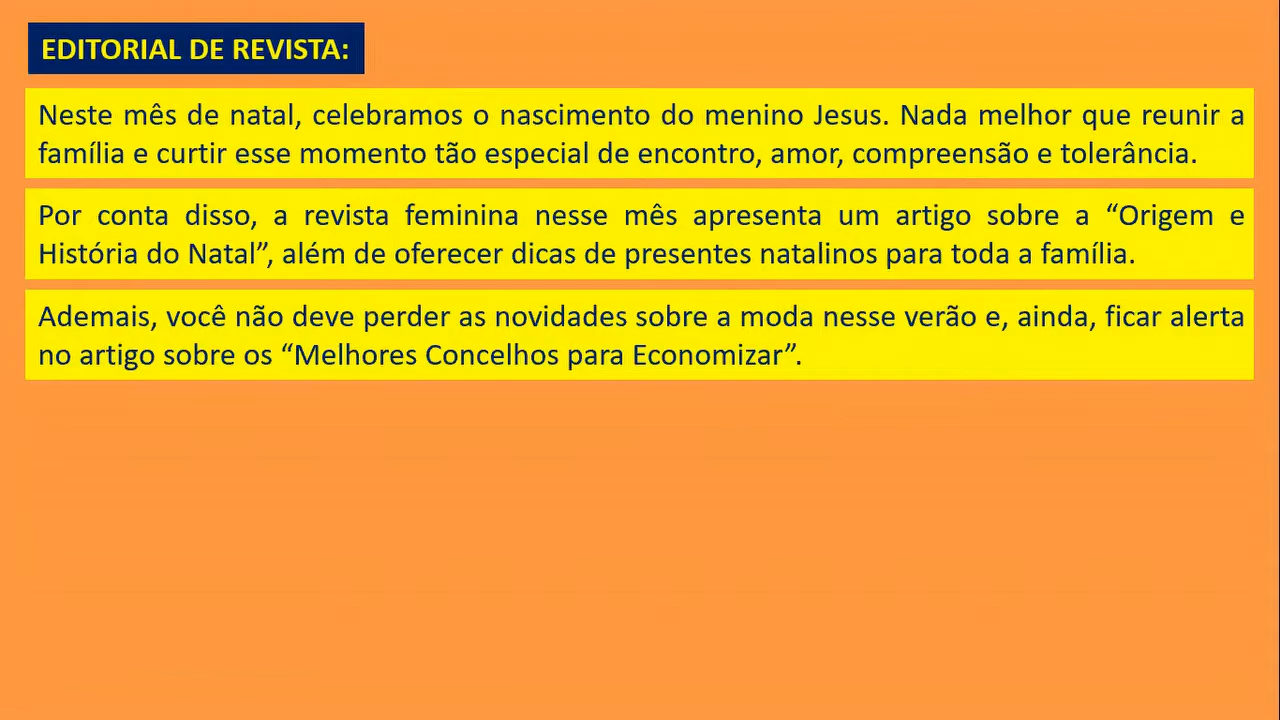 EDITORIAL DE REVISTA:
Neste mês de natal, celebramos o nascimento do menino Jesus. Nada melhor que reunir a
família e curtir esse momento tão especial de encontro, amor, compreensão e tolerância.
Por conta disso, a revista feminina nesse mês apresenta um artigo sobre a “Origem e
História do Natal”, além de oferecer dicas de presentes natalinos para toda a família.
Ademais, você não deve perder as novidades sobre a moda nesse verão e, ainda, ficar alerta
no artigo sobre os “Melhores Concelhos para Economizar”.